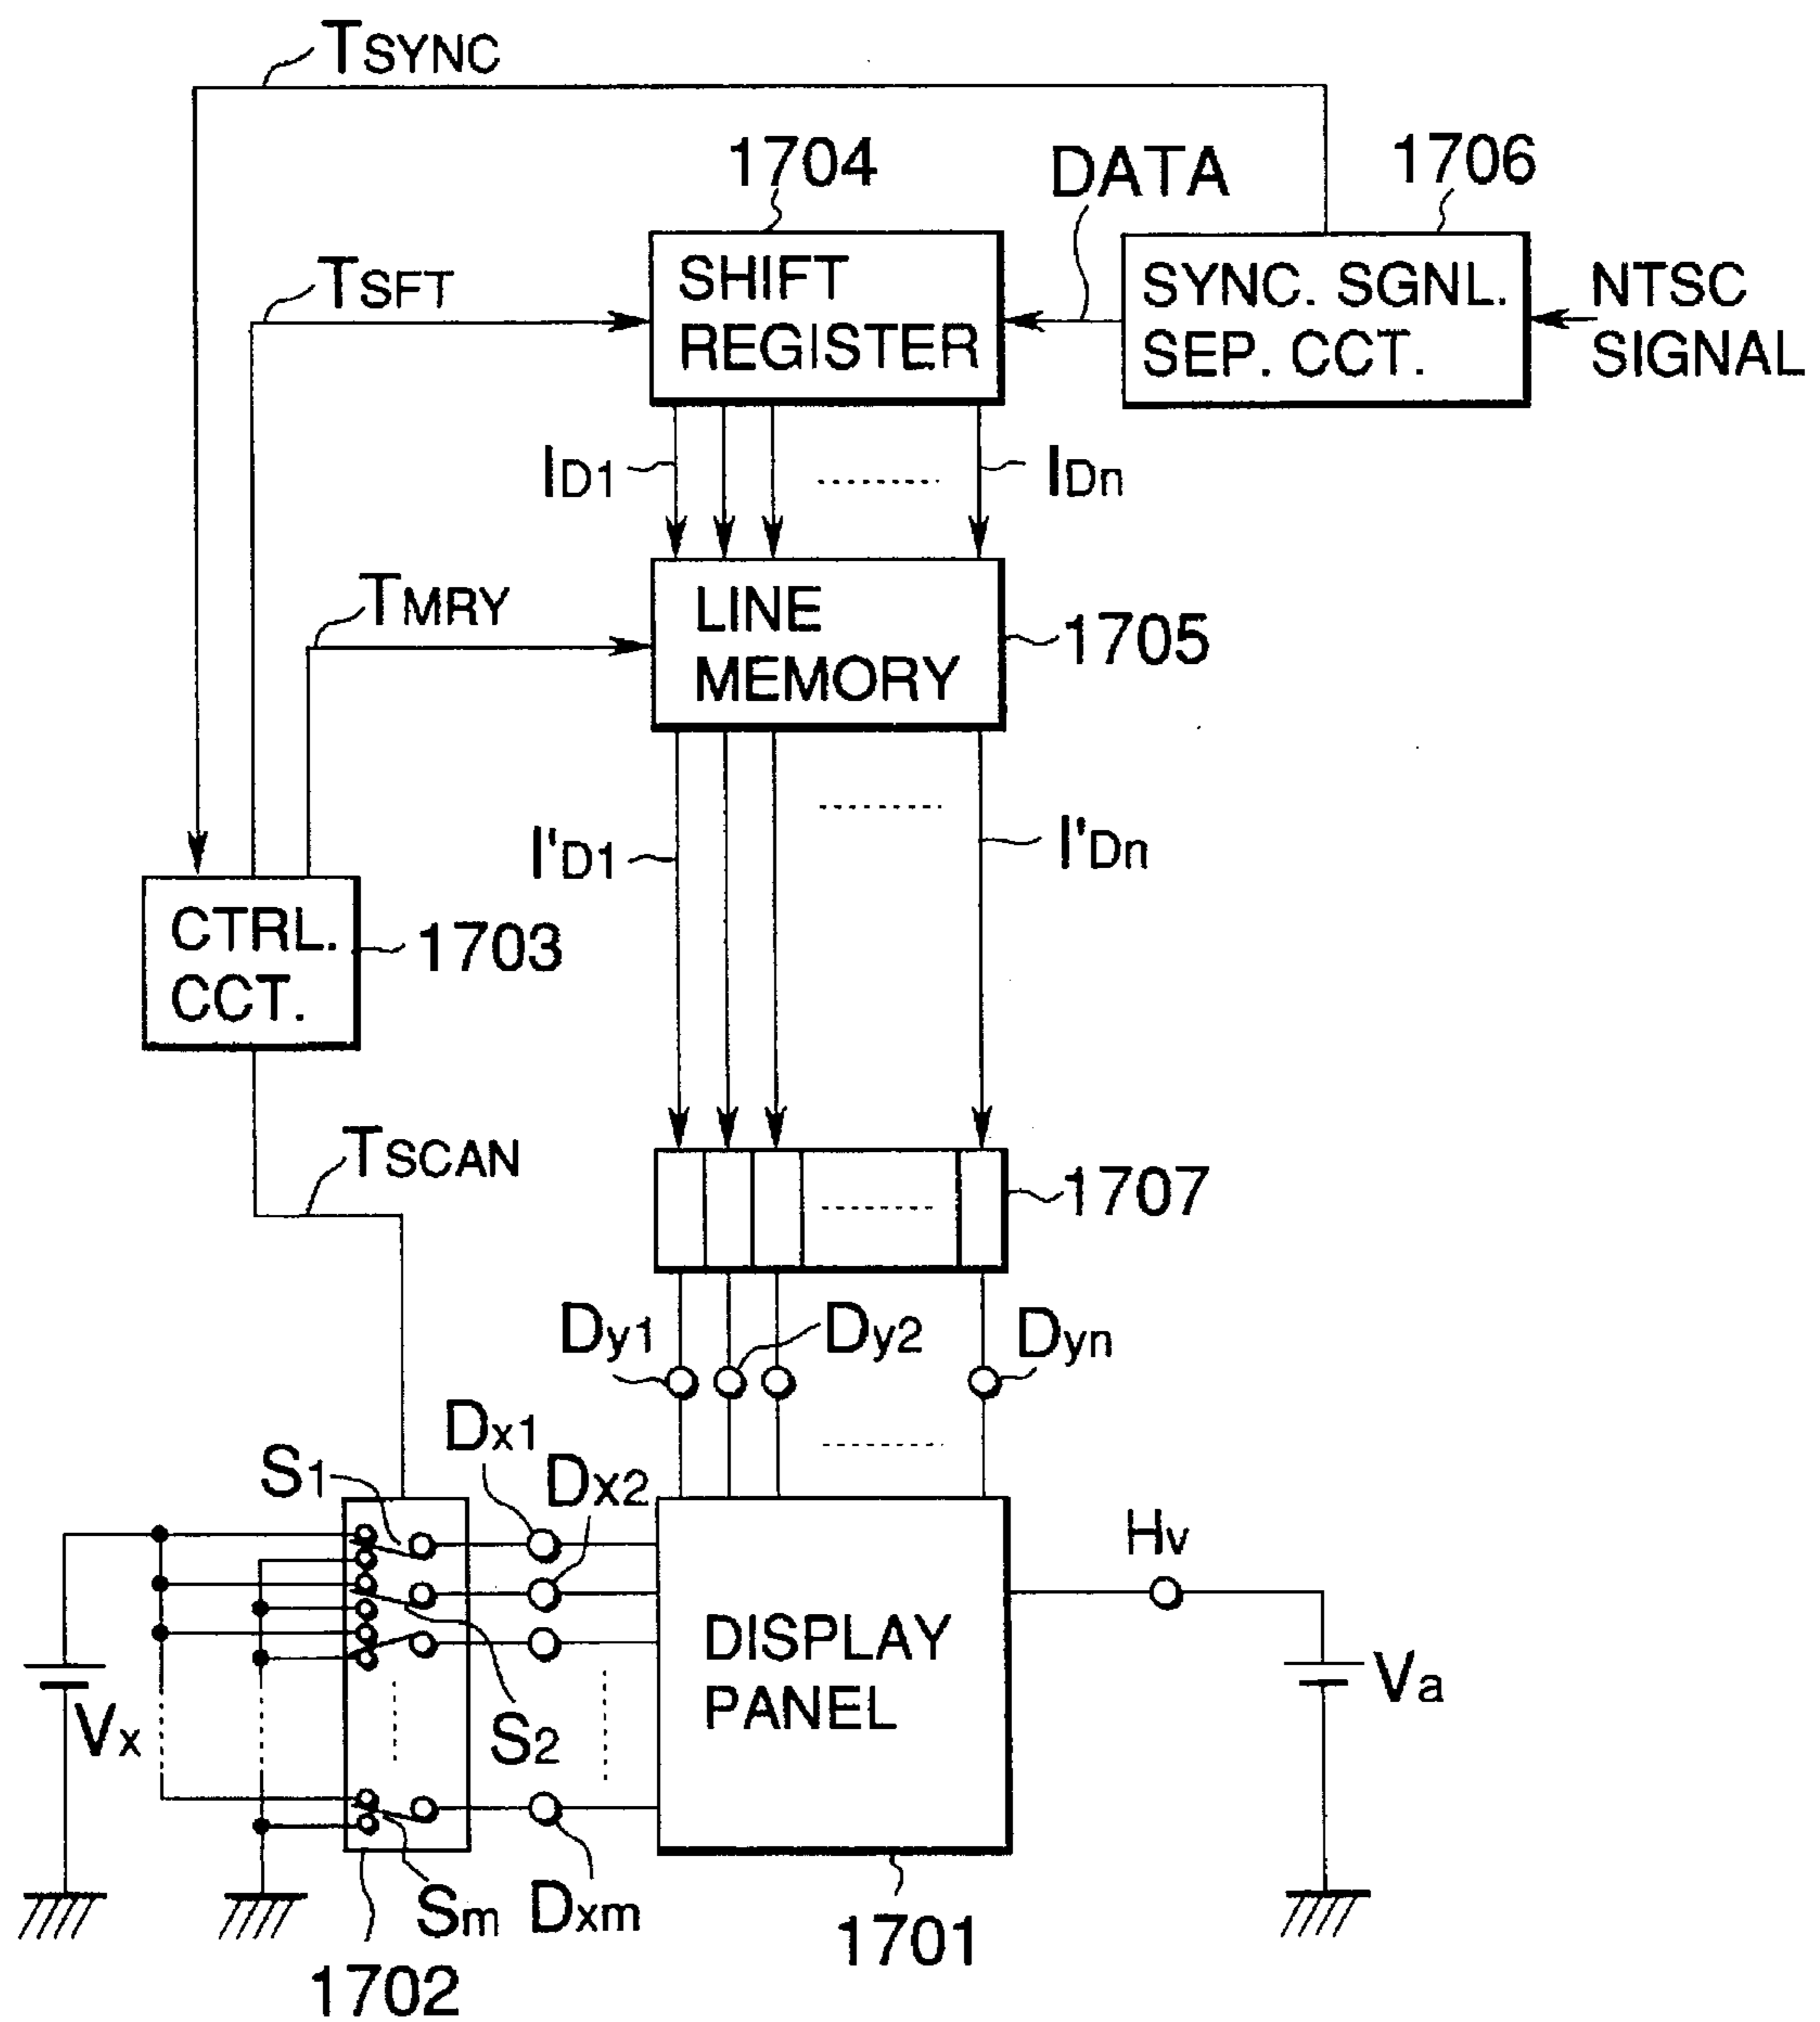 TSYNC
1704
DATA
1706
TSFT
SHIFT
REGISTER
SYNC. SGNL.
SEP. CCT.
NTSC
SIGNAL
ID1
IDn
TMRY
LINE
MEMORY
1705
I'D1
I'Dn
CTRL.
CCT.
1703
TSCAN
1707
Dy1
Dy2
Dyn
Dx1
S1
Dx2
Hv
DISPLAY
PANEL
Vx
S2
Va
Sm
Dxm
1701
1702